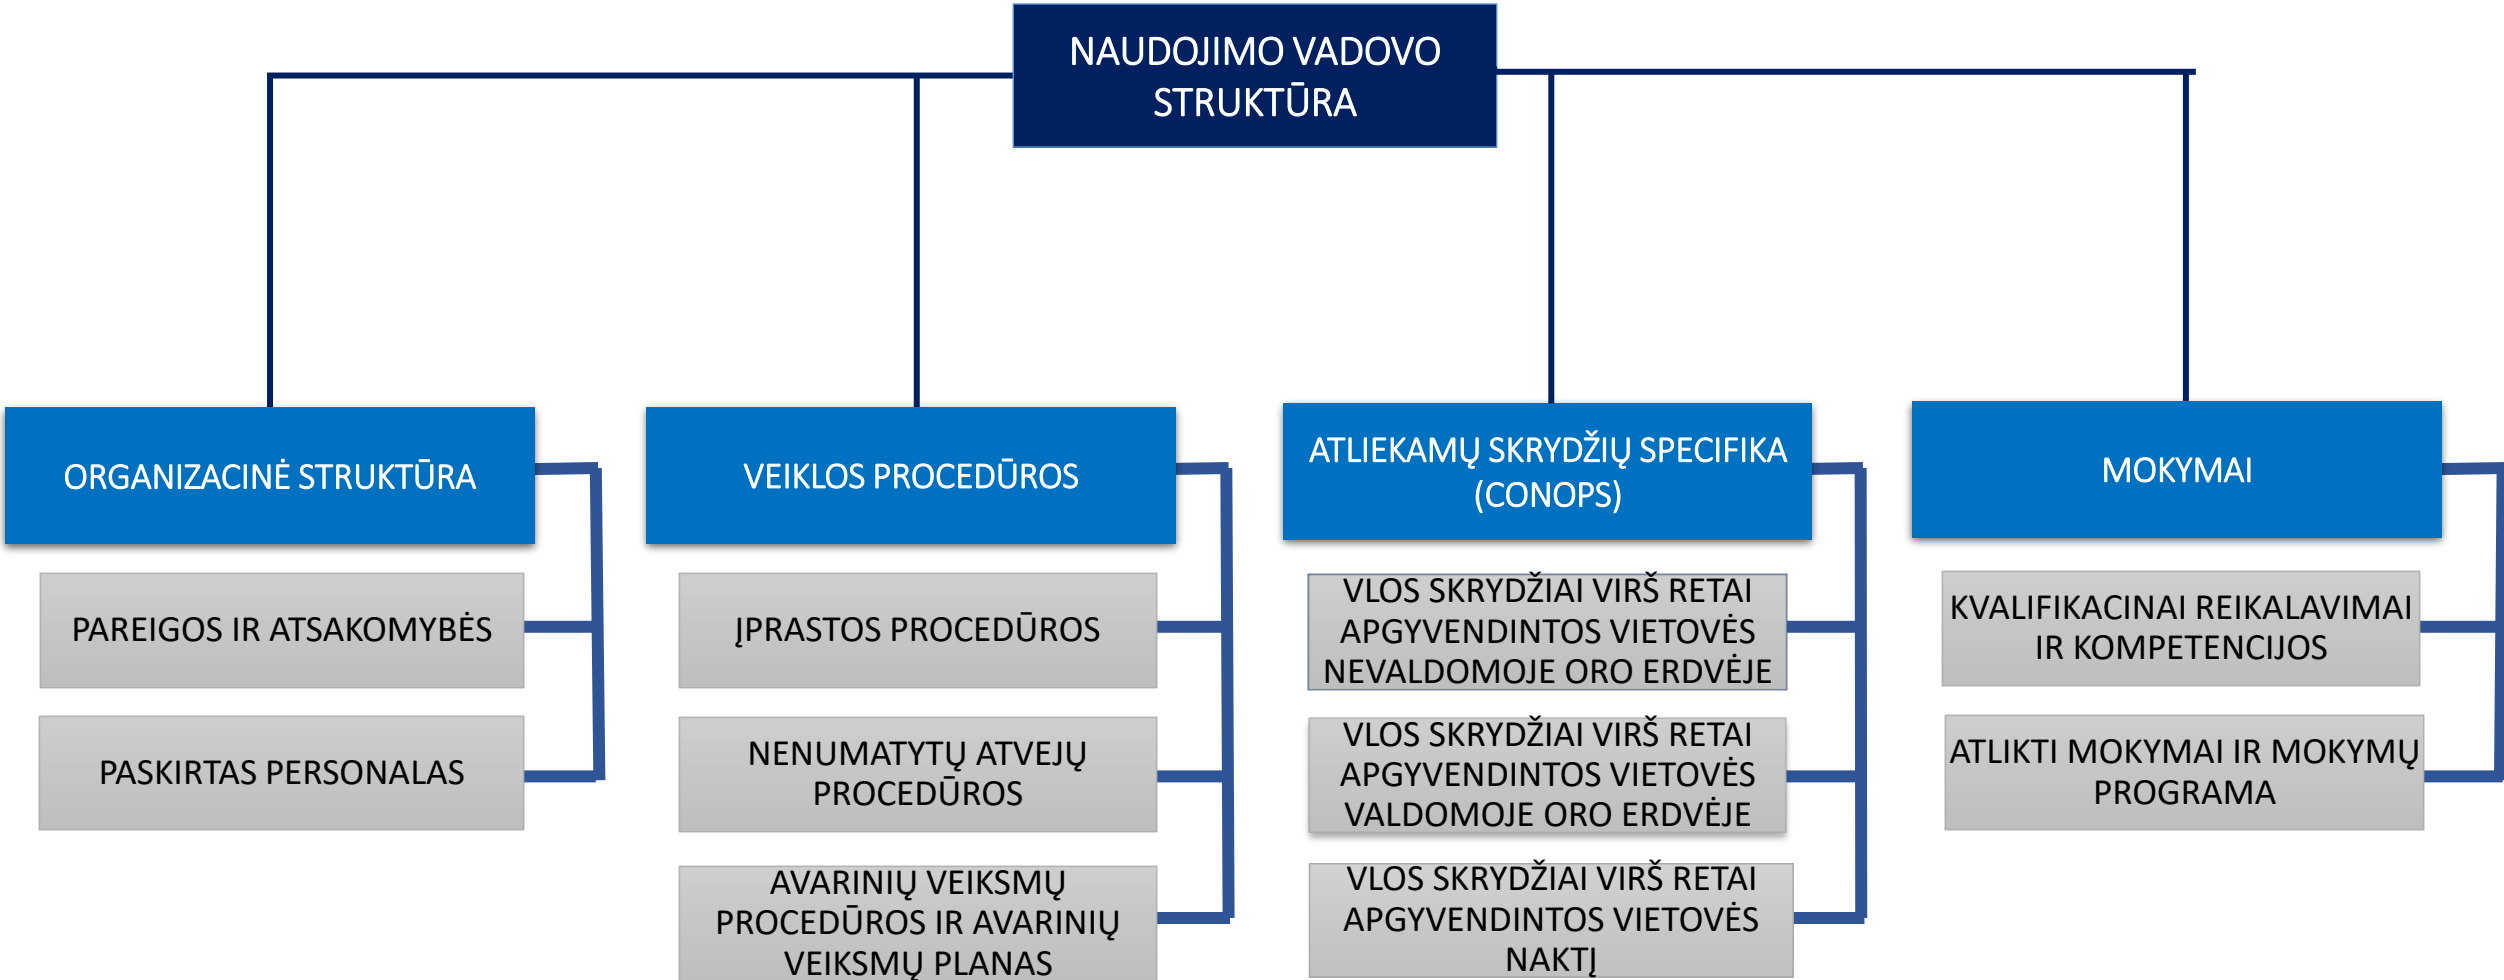 NAUDOJIMO VADOVO
STRUKTŪRA
ORGANIZACINĖ STRUKTŪRA
PAREIGOS IR ATSAKOMYBĖS
PASKIRTAS PERSONALAS
VEIKLOS PROCEDŪROS
ĮPRASTOS PROCEDŪROS
NENUMATYTŲ ATVEJŲ
PROCEDŪROS
AVARINIŲ VEIKSMŲ
PROCEDŪROS IR AVARINIŲ
VEIKSMŲ PLANAS
ATLIEKAMŲ SKRYDŽIŲ SPECIFIKA
(CONOPS)
VLOS SKRYDŽIAI VIRŠ RETAI
APGYVENDINTOS VIETOVĖS
NEVALDOMOJE ORO ERDVĖJE
VLOS SKRYDŽIAI VIRŠ RETAI
APGYVENDINTOS VIETOVĖS
VALDOMOJE ORO ERDVĖJE
VLOS SKRYDŽIAI VIRŠ RETAI
APGYVENDINTOS VIETOVĖS
NAKTĮ
MOKYMAI
KVALIFIKACINAI REIKALAVIMAI
IR KOMPETENCIJOS
ATLIKTI MOKYMAI IR MOKYMŲ
PROGRAMA